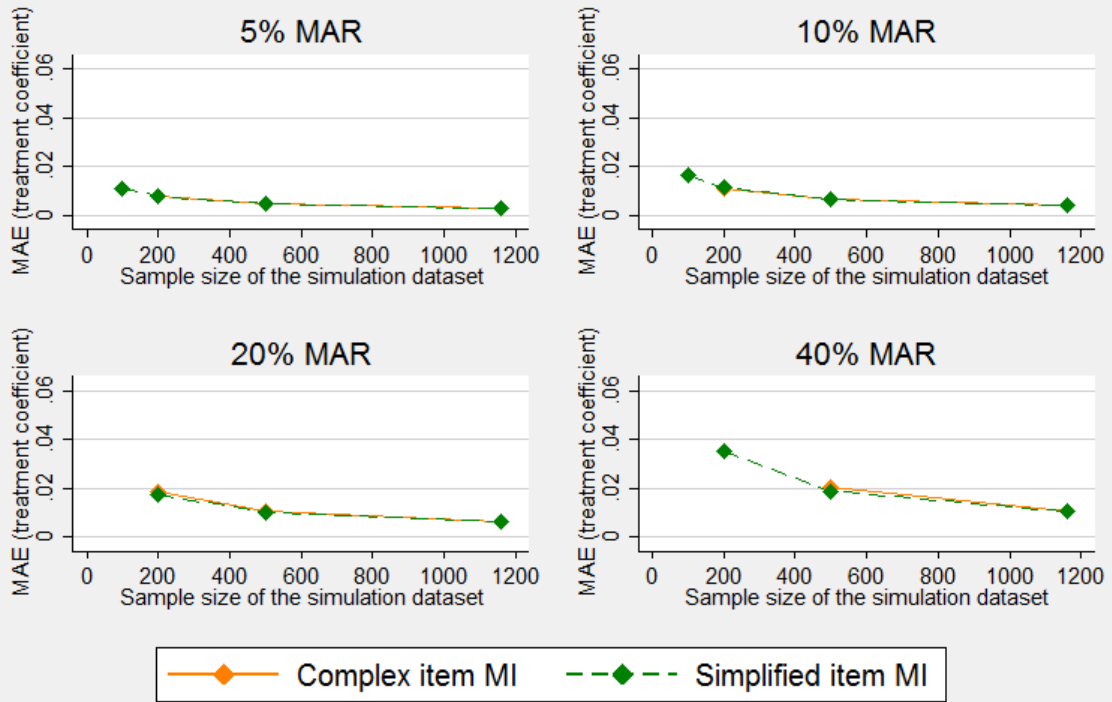 5% MAR
MAE (treatment coefficient)
.06
.04
.02
0
0 200 400 600 800 1000 1200
Sample size of the simulation dataset
10% MAR
MAE (treatment coefficient)
.06
.04
.02
0
0 200 400 600 800 1000 1200
Sample size of the simulation dataset
20% MAR
MAE (treatment coefficient)
.06
.04
.02
0
0 200 400 600 800 1000 1200
Sample size of the simulation dataset
40% MAR
MAE (treatment coefficient)
.06
.04
.02
0
0 200 400 600 800 1000 1200
Sample size of the simulation dataset
Complex item MI Simplified item MI